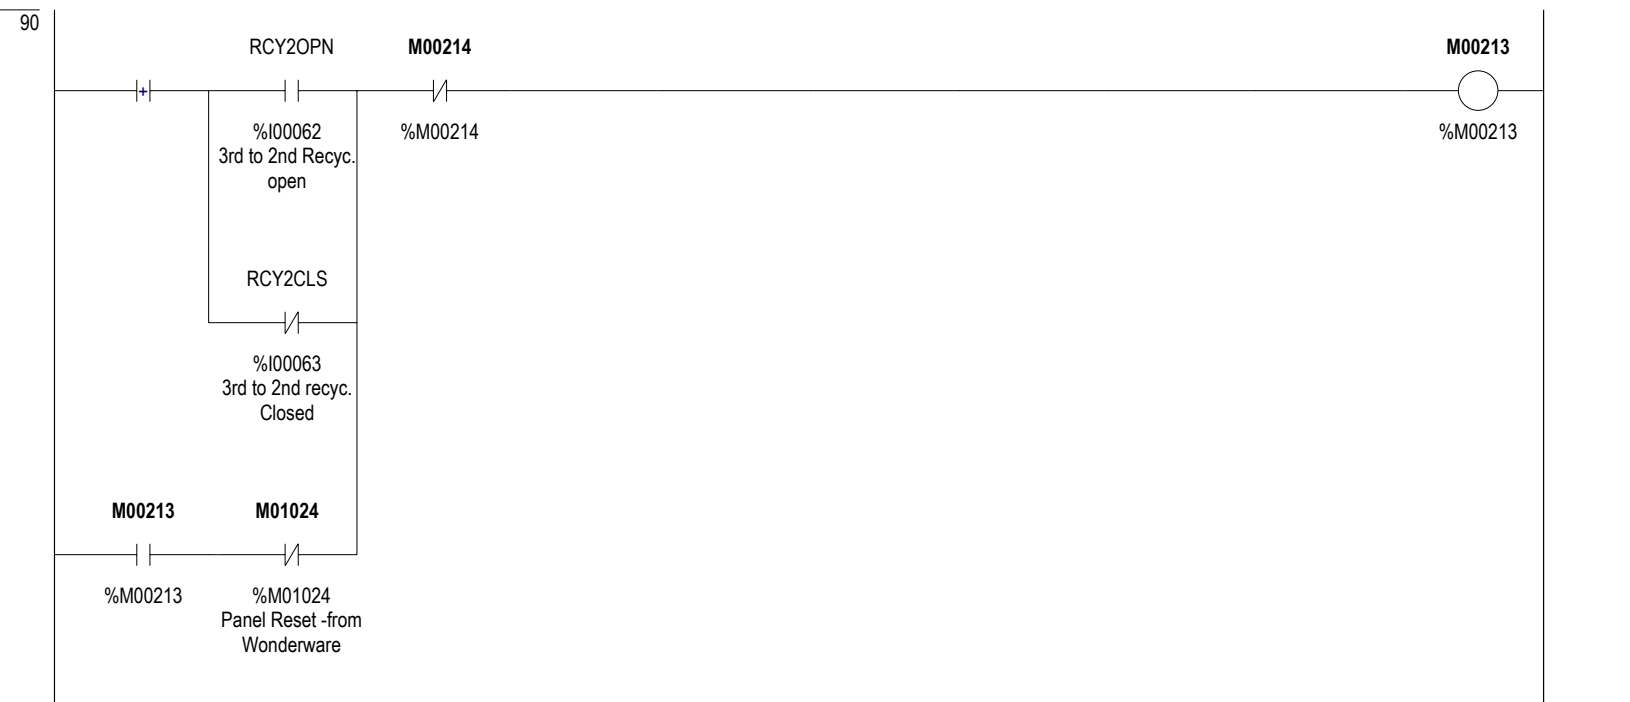 90
RCY2OPN
M00214
M00213
+
%I00062
3rd to 2nd Recyc.
open
%M00214
%M00213
RCY2CLS
%I00063
3rd to 2nd recyc.
Closed
M00213
M01024
%M00213
%M01024
Panel Reset -from
Wonderware